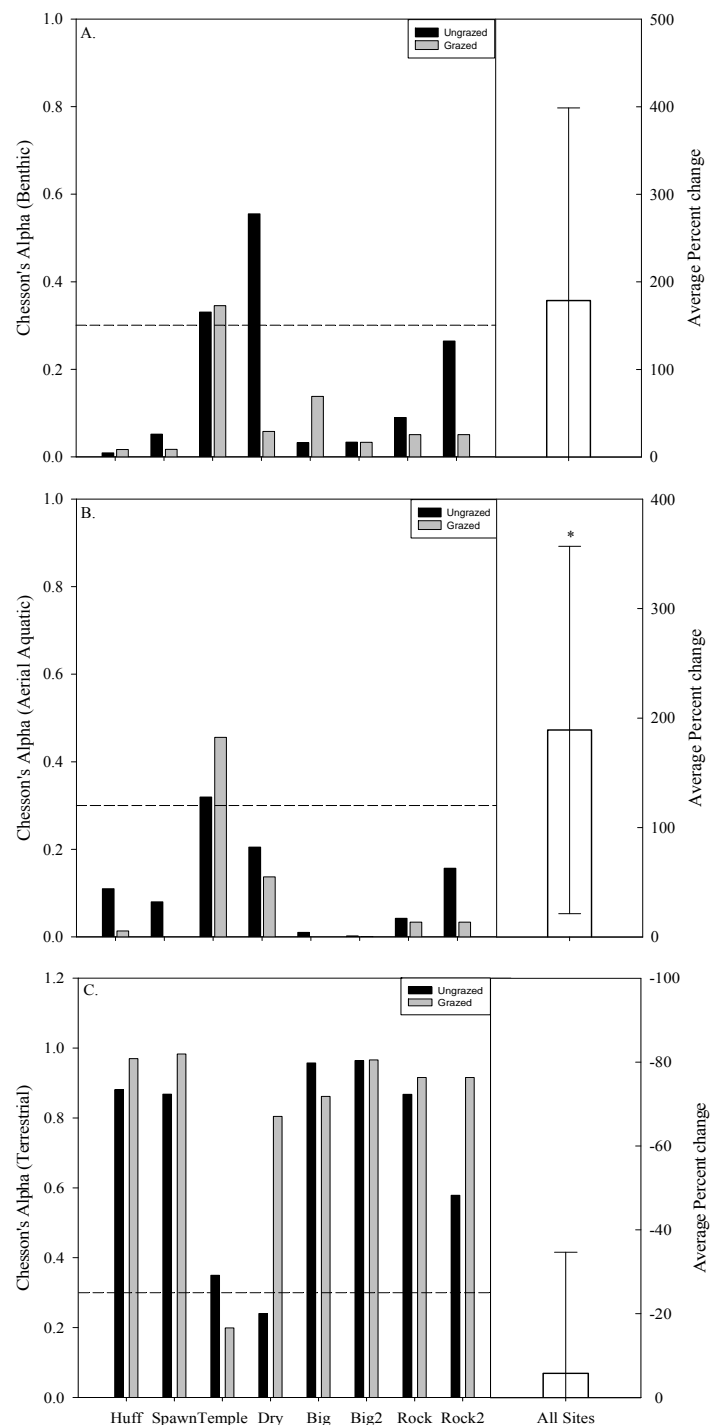 A.
Ungrazed
Grazed
Chesson's Alpha (Benthic)
1.0
0.8
0.6
0.4
0.2
0.0
500
400
300
200
100
0
Average Percent change
B.
Ungrazed
Grazed
Chesson's Alpha (Aerial Aquatic)
1.0
0.8
0.6
0.4
0.2
0.0
*
400
300
200
100
0
Average Percent change
C.
Ungrazed
Grazed
Chesson's Alpha (Terrestrial)
1.2
1.0
0.8
0.6
0.4
0.2
0.0
-100
-80
-60
-40
-20
0
Average Percent change
Huff Spawn Temple Dry Big Big2 Rock Rock2 All Sites